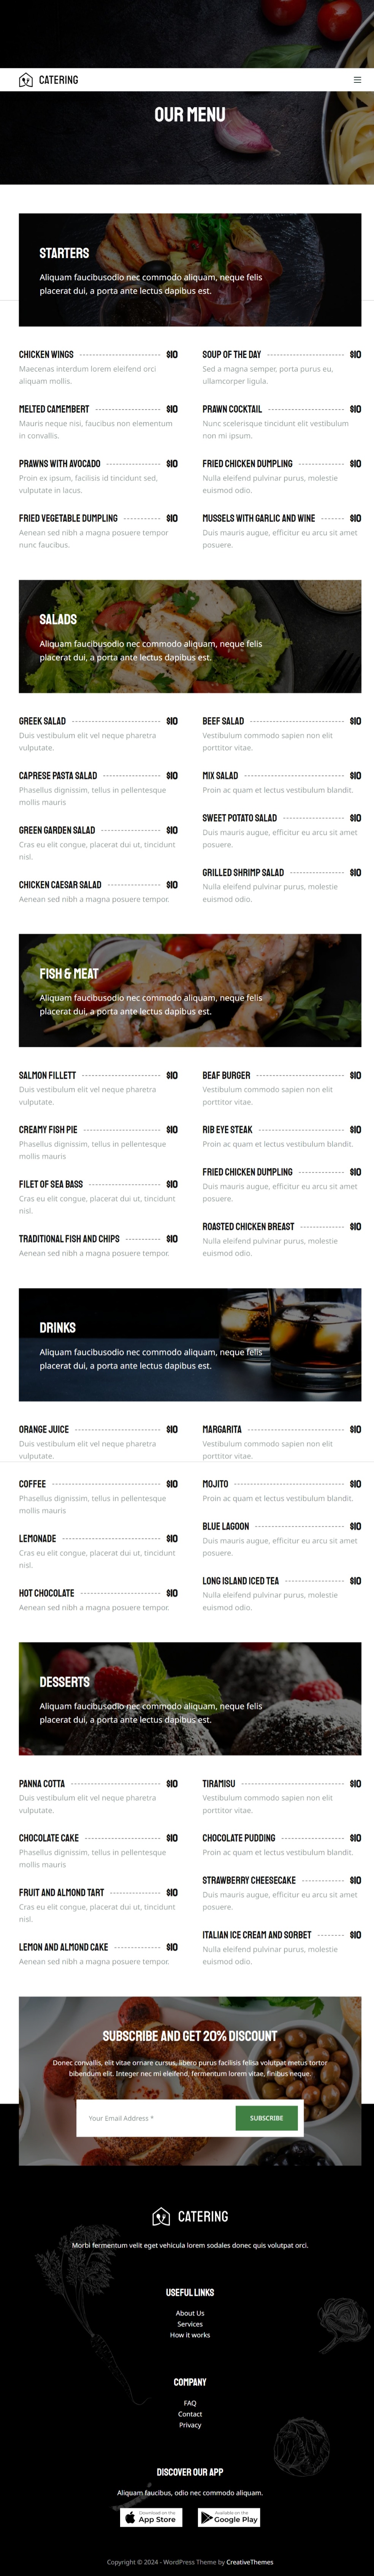 CATERING
OUR MENU
STARTERS
Aliquam faucibusodio nec commodo aliquam, neque felis
placerat dui, a porta ante lectus dapibus est.
CHICKEN WINGS $10
Maecenas interdum lorem eleifend orci
aliquam mollis.
MELTED CAMEMBERT $10
Mauris neque nisi, faucibus non elementum
in convallis.
PRAWNS WITH AVOCADO $10
Proin ex ipsum, facilisis id tincidunt sed,
vulputate in lacus.
FRIED VEGETABLE DUMPLING $10
Aenean sed nibh a magna posuere tempor
nunc faucibus.
SOUP OF THE DAY $10
Sed a magna semper, porta purus eu,
ullamcorper ligula.
PRAWN COCKTAIL $10
Nunc scelerisque tincidunt elit vestibulum
non mi ipsum.
FRIED CHICKEN DUMPLING $10
Nulla eleifend pulvinar purus, molestie
euismod odio.
MUSSELS WITH GARLIC AND WINE $10
Duis mauris augue, efficitur eu arcu sit amet
posuere.
SALADS
Aliquam faucibusodio nec commodo aliquam, neque felis
placerat dui, a porta ante lectus dapibus est.
GREEK SALAD $10
Duis vestibulum elit vel neque pharetra
vulputate.
CAPRESE PASTA SALAD $10
Phasellus dignissim, tellus in pellentesque
mollis mauris
GREEN GARDEN SALAD $10
Cras eu elit congue, placerat dui ut, tincidunt
nisl.
CHICKEN CAESAR SALAD $10
Aenean sed nibh a magna posuere tempor.
BEEF SALAD $10
Vestibulum commodo sapien non elit
porttitor vitae.
MIX SALAD $10
Proin ac quam et lectus vestibulum blandit.
SWEET POTATO SALAD $10
Duis mauris augue, efficitur eu arcu sit amet
posuere.
GRILLED SHRIMP SALAD $10
Nulla eleifend pulvinar purus, molestie
euismod odio.
FISH & MEAT
Aliquam faucibusodio nec commodo aliquam, neque felis
placerat dui, a porta ante lectus dapibus est.
SALMON FILLETT $10
Duis vestibulum elit vel neque pharetra
vulputate.
CREAMY FISH PIE $10
Phasellus dignissim, tellus in pellentesque
mollis mauris
FILET OF SEA BASS $10
Cras eu elit congue, placerat dui ut, tincidunt
nisl.
TRADITIONAL FISH AND CHIPS $10
Aenean sed nibh a magna posuere tempor.
BEAF BURGER $10
Vestibulum commodo sapien non elit
porttitor vitae.
RIB EYE STEAK $10
Proin ac quam et lectus vestibulum blandit.
FRIED CHICKEN DUMPLING $10
Duis mauris augue, efficitur eu arcu sit amet
posuere.
ROASTED CHICKEN BREAST $10
Nulla eleifend pulvinar purus, molestie
euismod odio.
DRINKS
Aliquam faucibusodio nec commodo aliquam, neque felis
placerat dui, a porta ante lectus dapibus est.
ORANGE JUICE $10
Duis vestibulum elit vel neque pharetra
vulputate.
COFFEE $10
Phasellus dignissim, tellus in pellentesque
mollis mauris
LEMONADE $10
Cras eu elit congue, placerat dui ut, tincidunt
nisl.
HOT CHOCOLATE $10
Aenean sed nibh a magna posuere tempor.
MARGARITA $10
Vestibulum commodo sapien non elit
porttitor vitae.
MOJITO $10
Proin ac quam et lectus vestibulum blandit.
BLUE LAGOON $10
Duis mauris augue, efficitur eu arcu sit amet
posuere.
LONG ISLAND ICED TEA $10
Nulla eleifend pulvinar purus, molestie
euismod odio.
DESSERTS
Aliquam faucibusodio nec commodo aliquam, neque felis
placerat dui, a porta ante lectus dapibus est.
PANNA COTTA $10
Duis vestibulum elit vel neque pharetra
vulputate.
CHOCOLATE CAKE $10
Phasellus dignissim, tellus in pellentesque
mollis mauris
FRUIT AND ALMOND TART $10
Cras eu elit congue, placerat dui ut, tincidunt
nisl.
LEMON AND ALMOND CAKE $10
Aenean sed nibh a magna posuere tempor.
TIRAMISU $10
Vestibulum commodo sapien non elit
porttitor vitae.
CHOCOLATE PUDDING $10
Proin ac quam et lectus vestibulum blandit.
STRAWBERRY CHEESECAKE $10
Duis mauris augue, efficitur eu arcu sit amet
posuere.
ITALIAN ICE CREAM AND SORBET $10
Nulla eleifend pulvinar purus, molestie
euismod odio.
SUBSCRIBE AND GET 20% DISCOUNT
Donec convallis, elit vitae ornare cursus, libero purus facilisis felisa volutpat metus tortor
bibendum elit. Integer nec mi eleifend, fermentum lorem vitae, finibus neque.
Your Email Address *
SUBSCRIBE
CATERING
Morbi fermentum velit eget vehicula lorem sodales donec quis volutpat orci.
USEFUL LINKS
About Us
Services
How it works
COMPANY
FAQ
Contact
Privacy
DISCOVER OUR APP
Aliquam faucibus, odio nec commodo aliquam.
Download on the
App Store
Available on the
Google Play
Copyright © 2024 - WordPress Theme by CreativeThemes